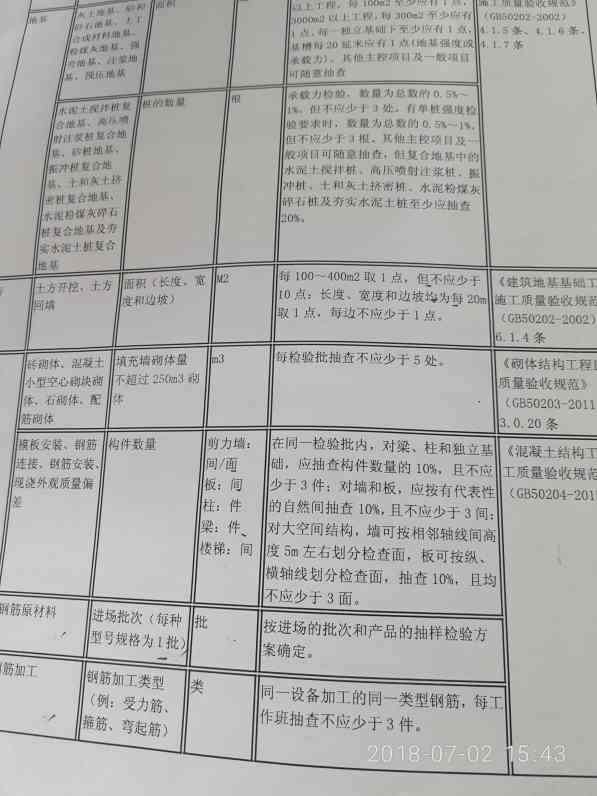 地基
灰土地基、砂和
砂石地基、土工
合成材料地基、
粉煤灰地基、强
夯地基、注浆地
基、预压地基
面积
以上工程，每100m2至少应有1点，
3000m2以上工程，每300m2至少应有
1点，每一独立基础下至少应有1点，
基槽每20延米应有1点（地基强度或
承载力）。其他主控项目及一般项目
可随意抽查
施工质量验收规范》
（GB50202-2002）
4.1.5条、4.1.6条、
4.1.7条
水泥土搅拌桩复
合地基、高压喷
射注浆桩复合地
基、砂桩地基、
振冲桩复合地
基、土和灰土挤
密桩复合地基、
水泥粉煤灰碎石
桩复合地基及夯
实水泥土桩复合
地基
桩的数量
根
承载力检验，数量为总数的0.5%～
1%，但不应少于3处，有单桩强度检
验要求时，数量为总数的0.5%～1%，
但不应少于3根，其他主控项目及一
般项目可随意抽查，但复合地基中的
水泥土搅拌桩、高压喷射注浆桩、振
冲桩、土和灰土挤密桩、水泥粉煤灰
碎石桩及夯实水泥土桩至少应抽查
20%。
土方开挖、土方
回填
面积（长度、宽
度和边坡）
M2
每100～400m2取1点，但不应少于
10点；长度、宽度和边坡均为每20m
取1点，每边不应少于1点。
《建筑地基基础工
施工质量验收规范
（GB50202-2002）
6.1.4条
砖砌体、混凝土
小型空心砌块砌
体、石砌体、配
筋砌体
填充墙砌体量
不超过250m3砌
体
m3
每检验批抽查不应少于5处。
《砌体结构工程
质量验收规范》
（GB50203-2011
3.0.20条
模板安装、钢筋
连接、钢筋安装、
现浇外观质量偏
差
构件数量
剪力墙：
间/面
板：间
柱：件
梁：件
楼梯：间
在同一检验批内，对梁、柱和独立基
础，应抽查构件数量的10%，且不应
少于3件；对墙和板，应按有代表性
的自然间抽查10%，且不应少于3间；
对大空间结构，墙可按相邻轴线间高
度5m左右划分检查面，板可按纵、
横轴线划分检查面，抽查10%，且均
不应少于3面。
《混凝土结构工
工质量验收规范
（GB50204-201
钢筋原材料
进场批次（每种
型号规格为1批）
批
按进场的批次和产品的抽样检验方
案确定。
钢筋加工
钢筋加工类型
（例：受力筋、
箍筋、弯起筋）
类
同一设备加工的同一类型钢筋，每工
作班抽查不应少于3件。
2018-07-02 15:43